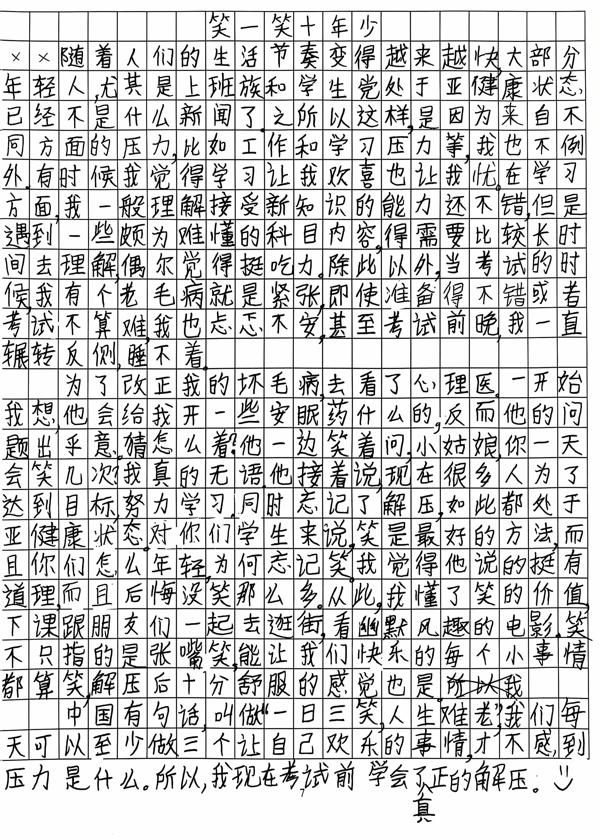 笑一笑十年少
××随着人们的生活节奏变得越来越快,大部分
年轻人,尤其是上班族和学生党处于亚健康状态,
已经不是什么新闻了。之所以这样,是因为来自不
同方面的压力,比如工作和学习压力等,我也不例
外。有时候我觉得学习让我欢喜也让我忧。在学习
方面,我一般理解接受新知识的能力还不错,但是
遇到一些颇为难懂的科目内容,得需要比较长时
间去理解,偶尔觉得挺吃力。除此以外,当考试的时
候,我有个老毛病就是紧张,即使准备得不错或者
考试不算难,我也忐忑不安,甚至考试前晚,我一直
辗转反侧,睡不着。
为了改正我的坏毛病,去看了心理医。一开始
我想,他会给我开一些安眠药什么的,反而他的问
题出乎意。猜怎么着?他一边笑着问,小姑娘,你一天
会笑几次?我真的无语。他接着说,现在很多人为了
达到目标,努力学习,同时忘记了解压,如此都处于
亚健康状态。对你们学生来说,笑是最好的方法,而
且你们怎么年轻,为何忘记笑。我觉得他说的挺有
道理,而且后悔没笑那么多。从此,我懂了笑的价值,
下课跟朋友们一起去逛街,看幽默风趣的电影。笑
不只指的是张嘴笑,能让我们快乐的每个小事情
都算笑,解压后十分舒服的感觉也是。所以我
中国有句话,叫做“一日三笑,人生难老”,我们每
天可以至少做三个让自己欢乐的事情,才不感到
压力是什么。所以,我现在考试前学会了真正的解压。